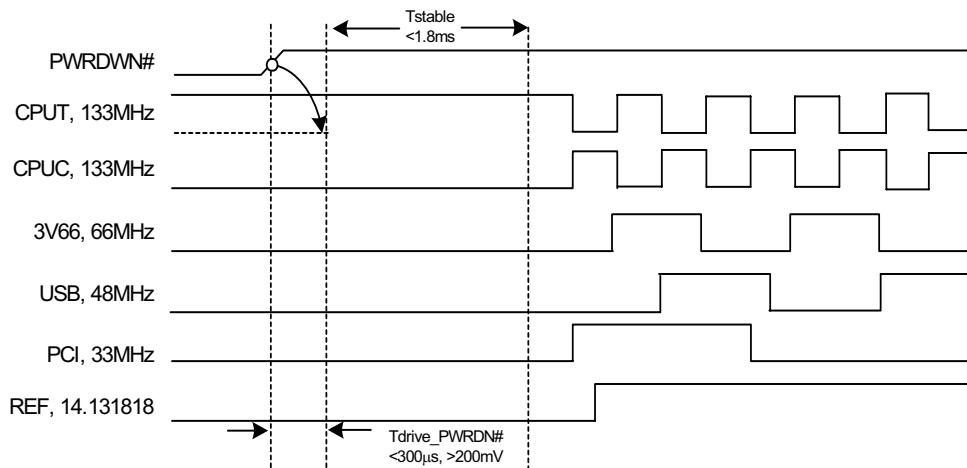 Tstable
<1.8ms
PWRDWN#
CPUT, 133MHz
CPUC, 133MHz
3V66, 66MHz
USB, 48MHz
PCI, 33MHz
REF, 14.131818
Tdrive_PWRDN#
<300µs, >200mV